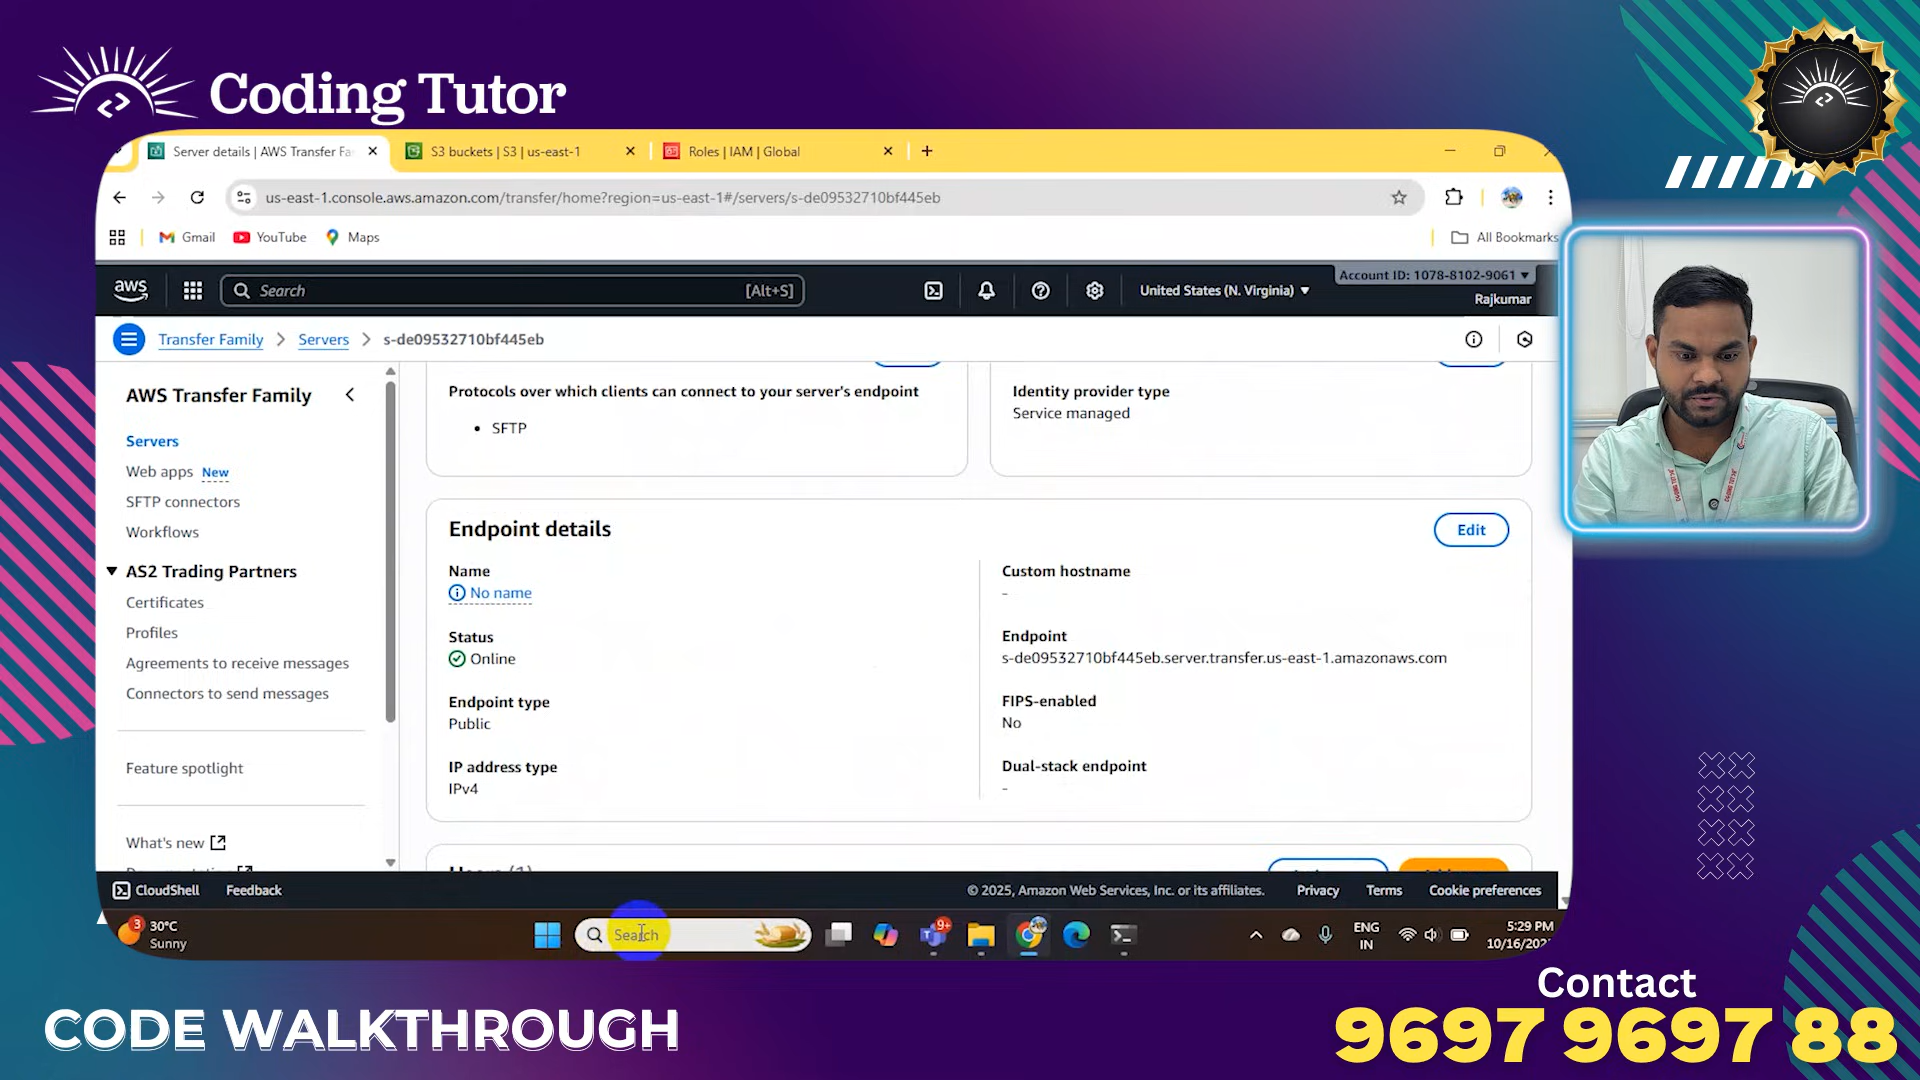 Coding Tutor
Server details | AWS Transfer Fa
S3 buckets | S3 | us-east-1
Roles | IAM | Global
us-east-1.console.aws.amazon.com/transfer/home?region=us-east-1#/servers/s-de09532710bf445eb
Gmail
YouTube
Maps
All Bookmarks
aws
Search
[Alt+S]
United States (N. Virginia)
Account ID: 1078-8102-9061
Rajkumar
Transfer Family
Servers
s-de09532710bf445eb
AWS Transfer Family
Servers
Web apps New
SFTP connectors
Workflows
AS2 Trading Partners
Certificates
Profiles
Agreements to receive messages
Connectors to send messages
Feature spotlight
What's new
Protocols over which clients can connect to your server's endpoint
• SFTP
Identity provider type
Service managed
Endpoint details
Edit
Name
No name
Status
Online
Endpoint type
Public
IP address type
IPv4
Custom hostname
-
Endpoint
s-de09532710bf445eb.server.transfer.us-east-1.amazonaws.com
FIPS-enabled
No
Dual-stack endpoint
-
CloudShell
Feedback
© 2025, Amazon Web Services, Inc. or its affiliates.
Privacy
Terms
Cookie preferences
3
30°C
Sunny
Search
9+
ENG
IN
5:29 PM
10/16/202
CODE WALKTHROUGH
Contact
9697 9697 88